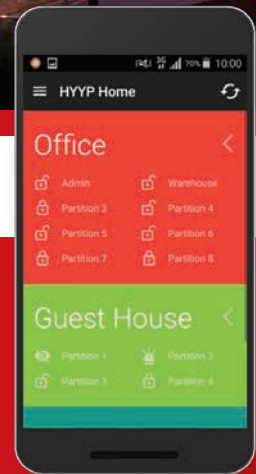 3G 70% 10:00
HYYP Home
Office
Admin Warehouse
Partition 3 Partition 4
Partition 5 Partition 6
Partition 7 Partition 8
Guest House
Partition 1 Partition 2
Partition 3 Partition 4